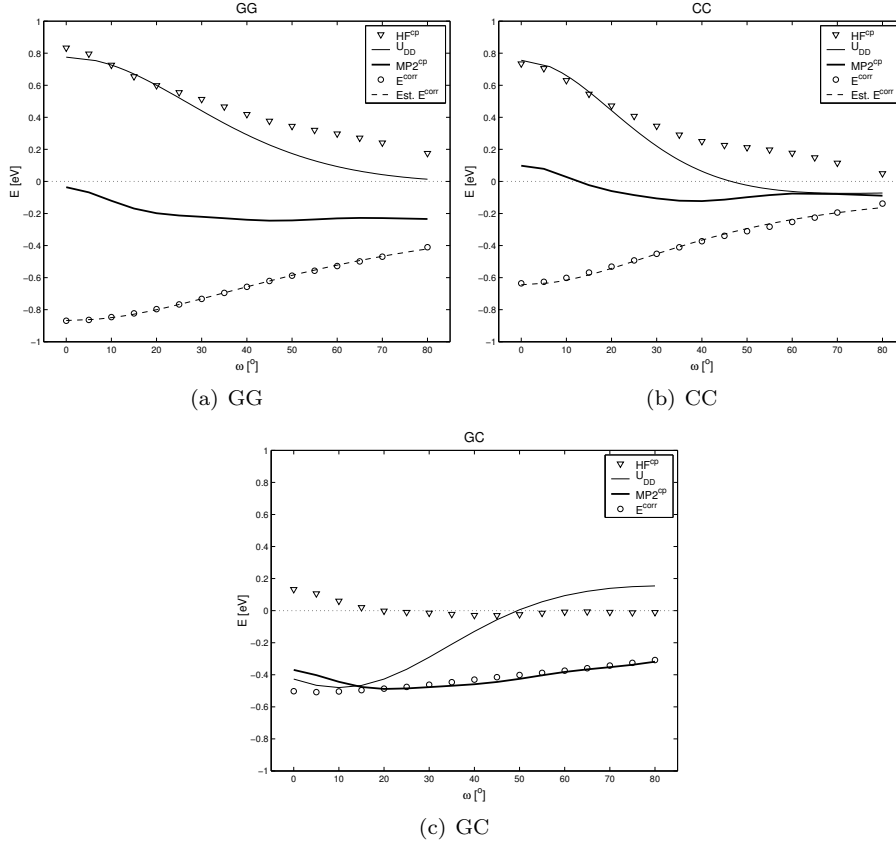 GG
1
0.8
0.6
0.4
0.2
0
−0.2
−0.4
−0.6
−0.8
−1
E [eV]
0 10 20 30 40 50 60 70 80
ω [°]
HF^cp
U_DD
MP2^cp
E^corr
Est. E^corr
(a) GG
CC
1
0.8
0.6
0.4
0.2
0
−0.2
−0.4
−0.6
−0.8
−1
E [eV]
0 10 20 30 40 50 60 70 80
ω [°]
HF^cp
U_DD
MP2^cp
E^corr
Est. E^corr
(b) CC
GC
1
0.8
0.6
0.4
0.2
0
−0.2
−0.4
−0.6
−0.8
−1
E [eV]
0 10 20 30 40 50 60 70 80
ω [°]
HF^cp
U_DD
MP2^cp
E^corr
(c) GC